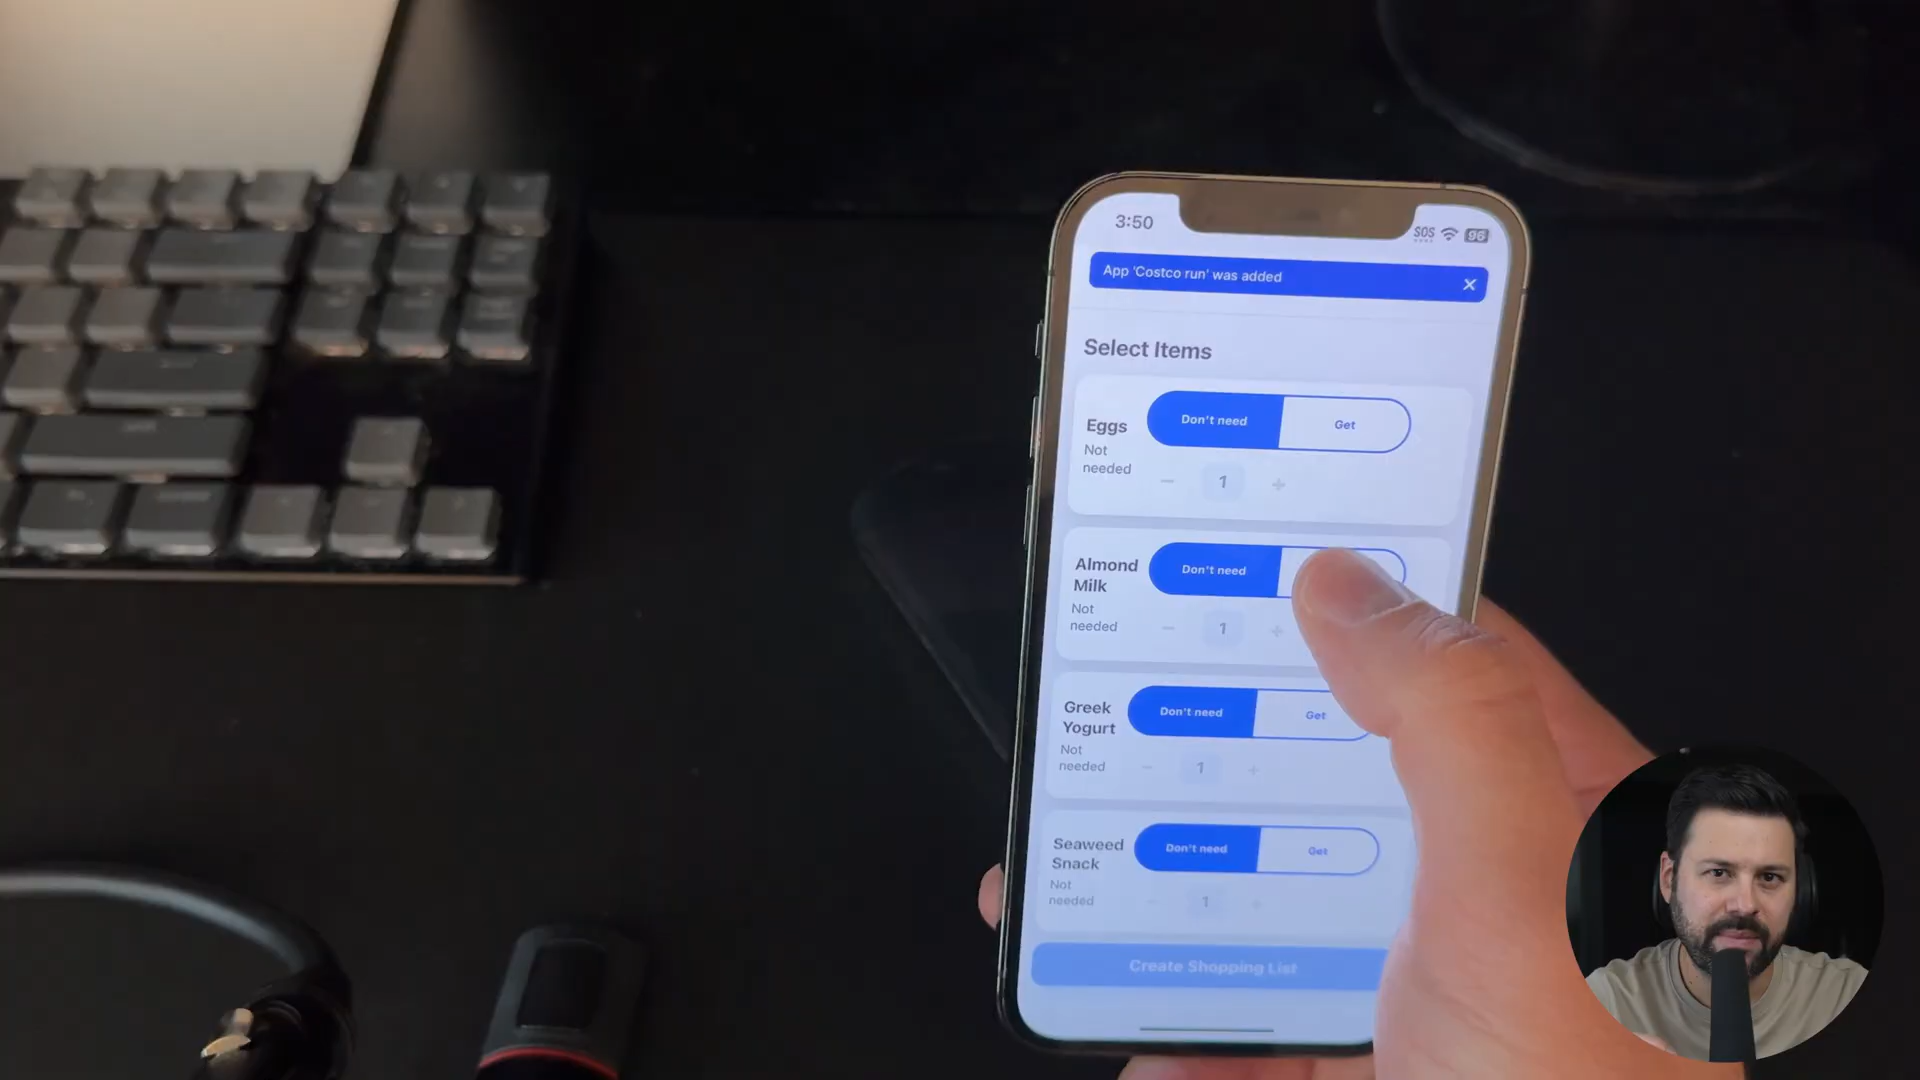 3:50
SOS
96
App 'Costco run' was added
Select Items
Eggs
Don't need
Get
Not
needed
1
Almond
Milk
Don't need
Not
needed
1
Greek
Yogurt
Don't need
Get
Not
needed
1
Seaweed
Snack
Don't need
Get
Not
needed
1
Create Shopping List